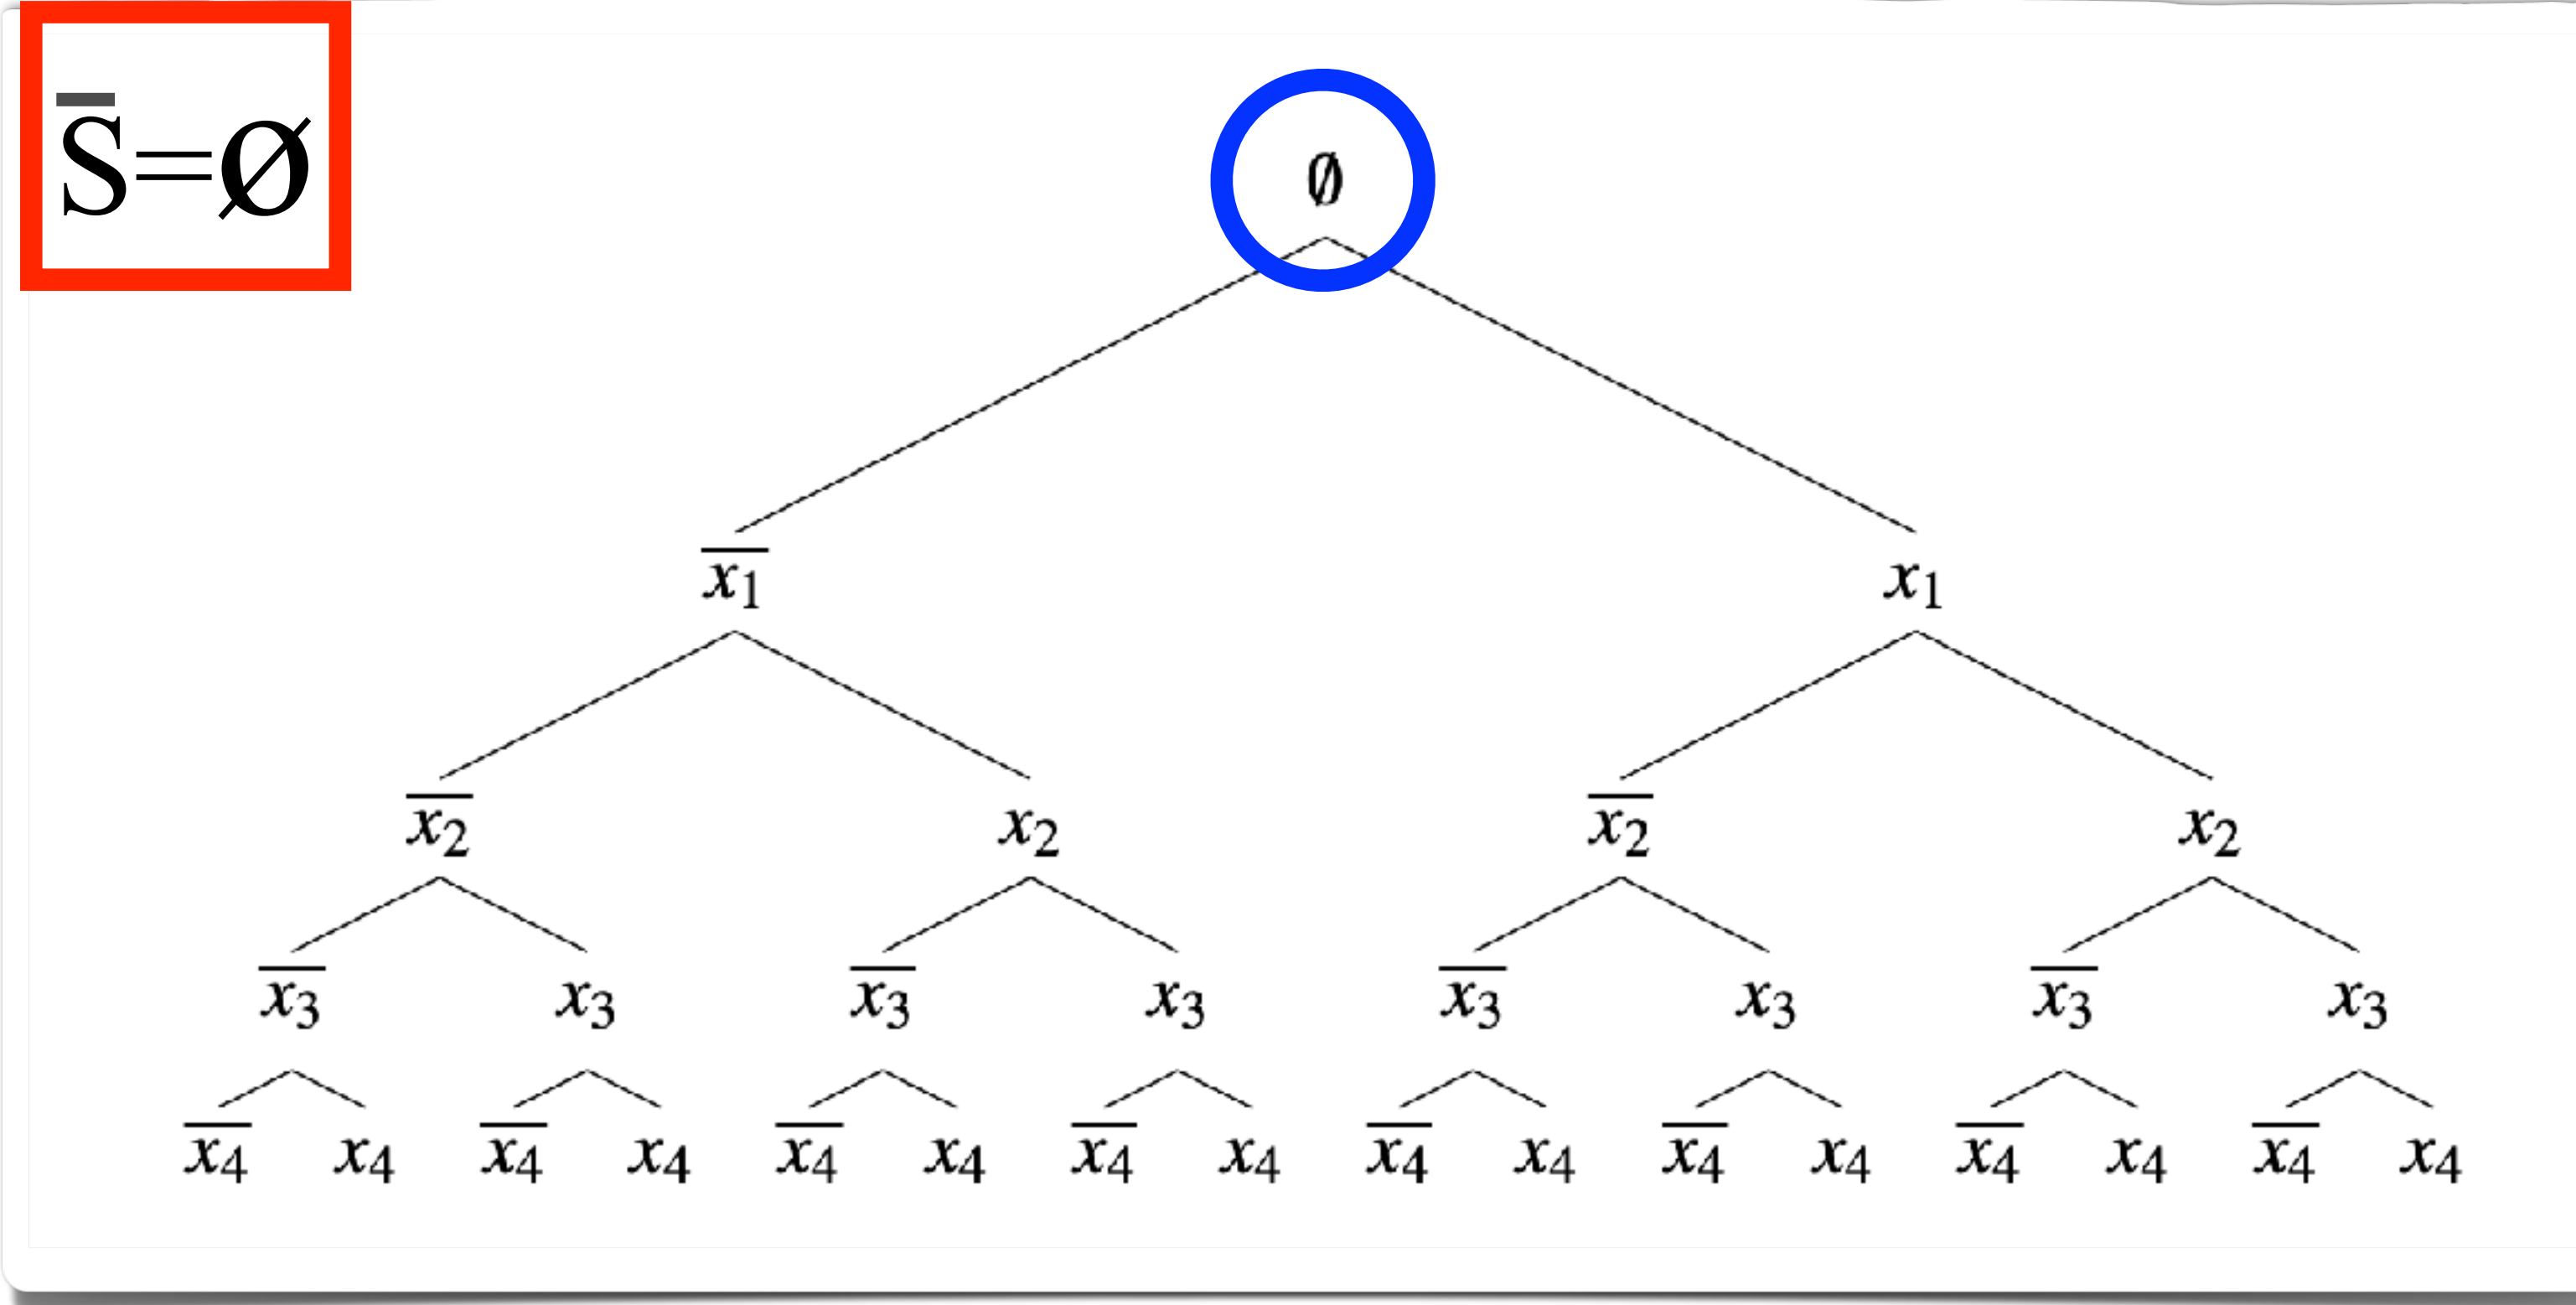 S̅=Ø
∅
x̅₁ x₁
x̅₂ x₂ x̅₂ x₂
x̅₃ x₃ x̅₃ x₃ x̅₃ x₃ x̅₃ x₃
x̅₄ x₄ x̅₄ x₄ x̅₄ x₄ x̅₄ x₄ x̅₄ x₄ x̅₄ x₄ x̅₄ x₄ x̅₄ x₄